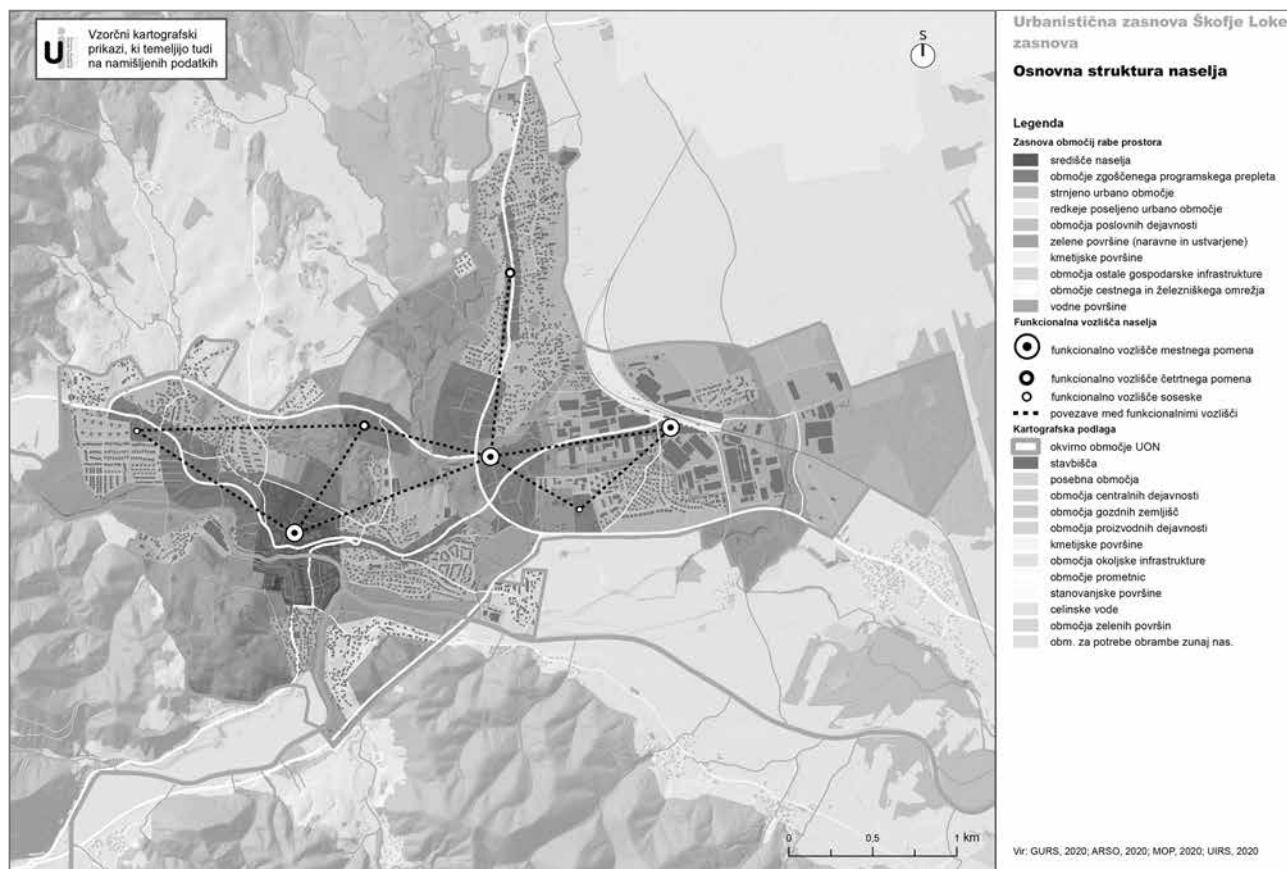 U
Vzorčni kartografski
prikazi, ki temeljijo tudi
na namišljenih podatkih
S
0
0.5
1 km
Urbanistična zasnova Škofje Loke
zasnova
Osnovna struktura naselja
Legenda
Zasnova območij rabe prostora
središče naselja
območje zgoščenega programskega prepleta
strnjeno urbano območje
redkeje poseljeno urbano območje
območja poslovnih dejavnosti
zelene površine (naravne in ustvarjene)
kmetijske površine
območja ostale gospodarske infrastrukture
območje cestnega in železniškega omrežja
vodne površine
Funkcionalna vozlišča naselja
funkcionalno vozlišče mestnega pomena
funkcionalno vozlišče četrtnega pomena
funkcionalno vozlišče soseske
povezave med funkcionalnimi vozlišči
Kartografska podlaga
okvirno območje UON
stavbišča
posebna območja
območja centralnih dejavnosti
območja gozdnih zemljišč
območja proizvodnih dejavnosti
kmetijske površine
območja okoljske infrastrukture
območje prometnic
stanovanjske površine
celinske vode
območja zelenih površin
obm. za potrebe obrambe zunaj nas.
Vir: GURS, 2020; ARSO, 2020; MOP, 2020; UIRS, 2020